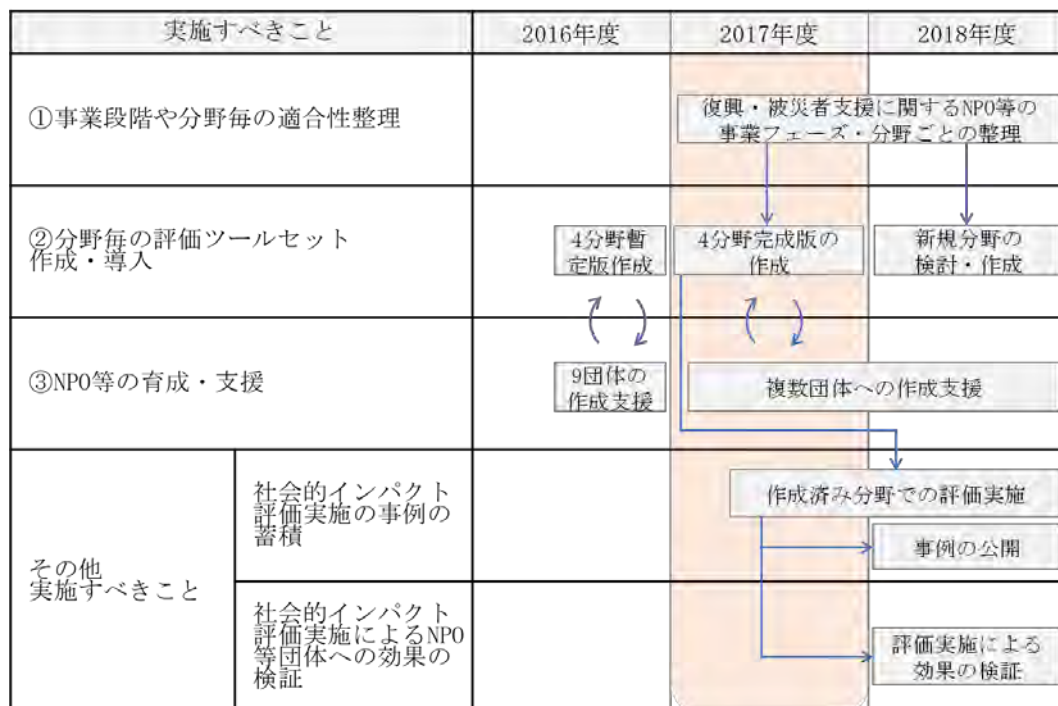 実施すべきこと
2016年度
2017年度
2018年度
①事業段階や分野毎の適合性整理
復興・被災者支援に関するNPO等の
事業フェーズ・分野ごとの整理
②分野毎の評価ツールセット
作成・導入
4分野暫
定版作成
4分野完成版の
作成
新規分野の
検討・作成
③NPO等の育成・支援
9団体の
作成支援
複数団体への作成支援
その他
実施すべきこと
社会的インパクト
評価実施の事例の
蓄積
作成済み分野での評価実施
事例の公開
社会的インパクト
評価実施によるNPO
等団体への効果の
検証
評価実施による
効果の検証